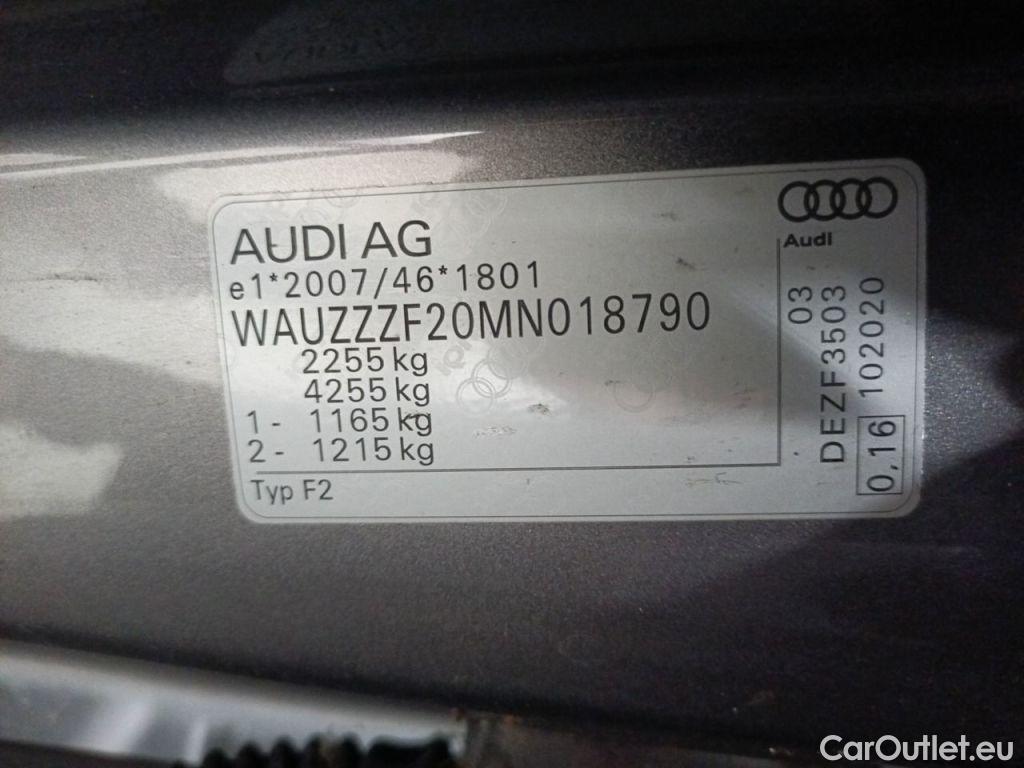 AUDI AG
e1*2007/46*1801
WAUZZZF20MN018790
2255 kg
4255 kg
1 - 1165 kg
2 - 1215 kg
Typ F2
Audi
03
DEZF3503
102020
0,16
CarOutlet.eu